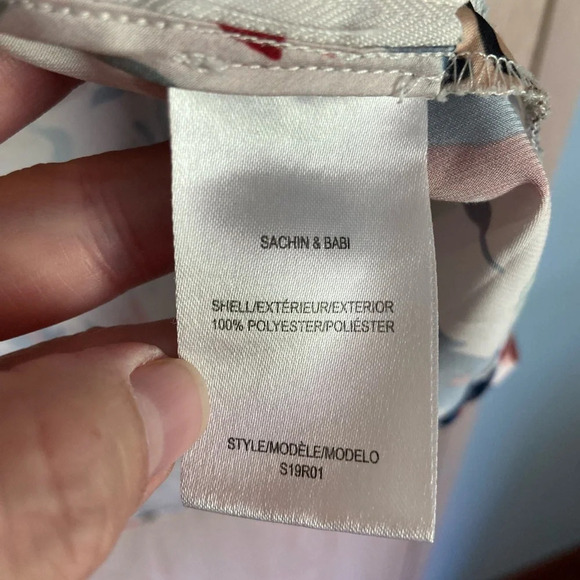 SACHIN & BABI
SHELL/EXTÉRIEUR/EXTERIOR
100% POLYESTER/POLIÉSTER
STYLE/MODÈLE/MODELO
S19R01